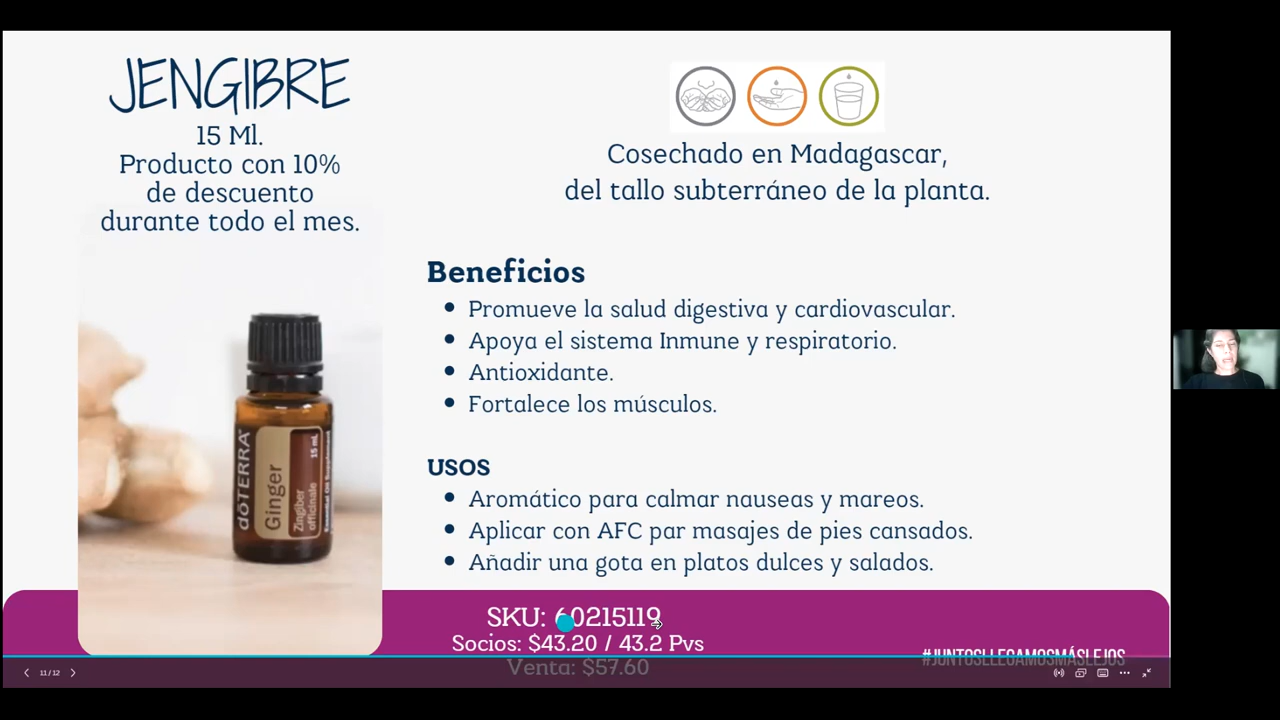 JENGIBRE
15 Ml.
Producto con 10%
de descuento
durante todo el mes.
Cosechado en Madagascar,
del tallo subterráneo de la planta.
Beneficios
Promueve la salud digestiva y cardiovascular.
Apoya el sistema Inmune y respiratorio.
Antioxidante.
Fortalece los músculos.
USOS
Aromático para calmar nauseas y mareos.
Aplicar con AFC par masajes de pies cansados.
Añadir una gota en platos dulces y salados.
dōTERRA
Ginger
Zingiber
officinale
15 mL
Essential Oil Supplement
SKU: 60215119
Socios: $43.20 / 43.2 Pvs
Venta: $57.60
#JUNTOSLLEGAMOSMÁSLEJOS
11 / 12